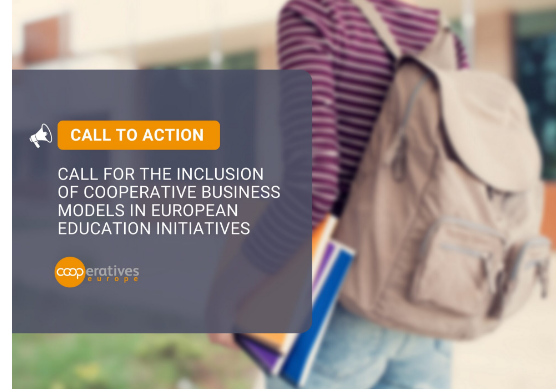 CALL TO ACTION
CALL FOR THE INCLUSION
OF COOPERATIVE BUSINESS
MODELS IN EUROPEAN
EDUCATION INITIATIVES
cooperatives
europe